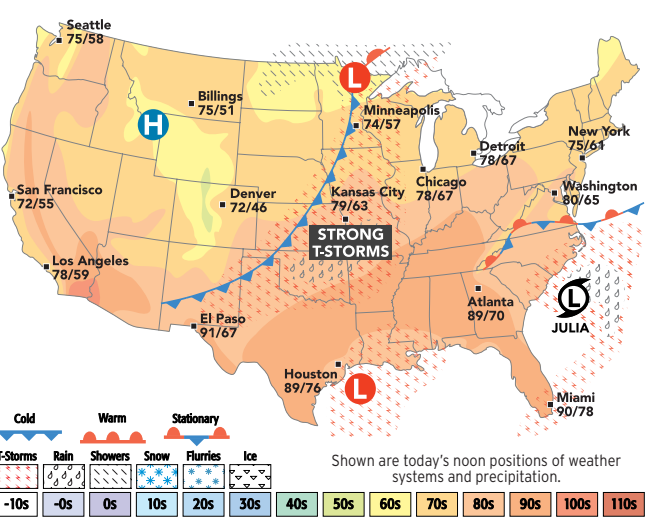 Seattle
75/58
Billings
75/51
H
L
Minneapolis
74/57
Detroit
78/67
New York
75/61
San Francisco
72/55
Denver
72/46
Kansas City
79/63
Chicago
78/67
Washington
80/65
STRONG
T-STORMS
Los Angeles
78/59
El Paso
91/67
Atlanta
89/70
L
JULIA
Houston
89/76
L
Miami
90/78
Cold
Warm
Stationary
T-Storms
Rain
Showers
Snow
Flurries
Ice
Shown are today's noon positions of weather
systems and precipitation.
-10s
-0s
0s
10s
20s
30s
40s
50s
60s
70s
80s
90s
100s
110s